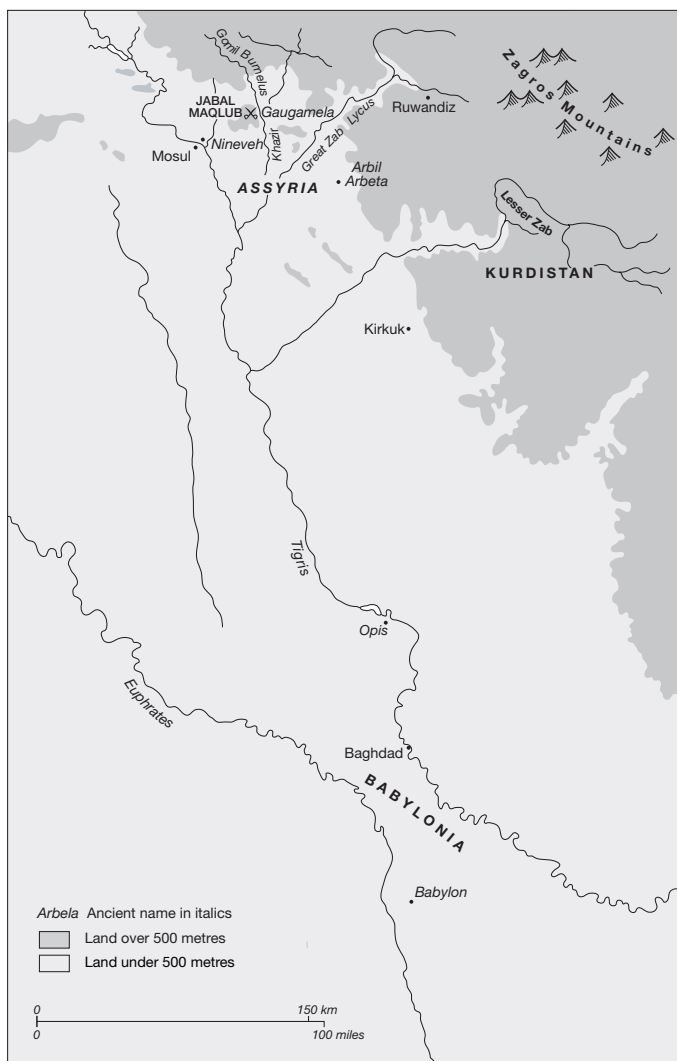 Gomil Bumelus
Zagros Mountains
JABAL
MAQLUB
Gaugamela
Khazir
Great Zab Lycus
Ruwandiz
Nineveh
Mosul
Arbil
Arbeta
ASSYRIA
Lesser Zab
KURDISTAN
Kirkuk
Tigris
Opis
Euphrates
Baghdad
BABYLONIA
Babylon
Arbela Ancient name in italics
Land over 500 metres
Land under 500 metres
0 150 km
0 100 miles